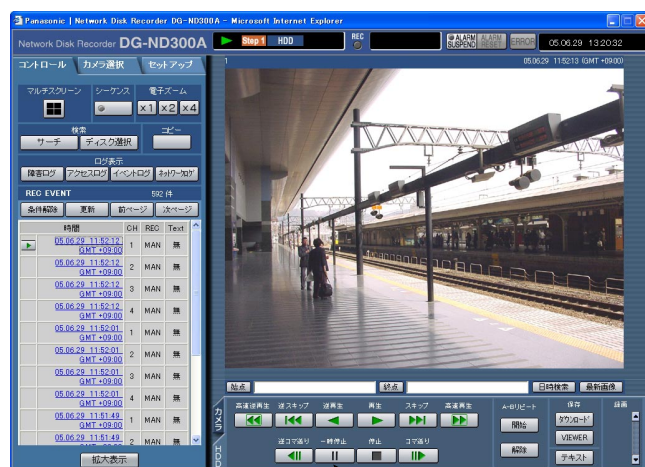 Panasonic | Network Disk Recorder DG-ND300A - Microsoft Internet Explorer
Network Disk Recorder DG-ND300A
Step 1 HDD
REC
ALARM SUSPEND
ALARM RESET
ERROR
05.06.29 13:20:32
コントロール カメラ選択 セットアップ
1
05.06.29 11:52:13 (GMT +09:00)
マルチスクリーン シーケンス 電子ズーム
x1 x2 x4
検索 コピー
サーチ ディスク選択
ログ表示
障害ログ アクセスログ イベントログ ネットワークログ
REC EVENT 592 件
条件解除 更新 前ページ 次ページ
時間 CH REC Text
05.06.29 11:52:12 GMT +09:00 1 MAN 無
05.06.29 11:52:12 GMT +09:00 2 MAN 無
05.06.29 11:52:12 GMT +09:00 3 MAN 無
05.06.29 11:52:12 GMT +09:00 4 MAN 無
05.06.29 11:52:01 GMT +09:00 1 MAN 無
05.06.29 11:52:01 GMT +09:00 2 MAN 無
05.06.29 11:52:01 GMT +09:00 3 MAN 無
05.06.29 11:52:01 GMT +09:00 4 MAN 無
05.06.29 11:51:49 GMT +09:00 1 MAN 無
05.06.29 11:51:49 GMT +09:00 2 MAN 無
拡大表示
始点 終点 日時検索 最新画像
カメラ
HDD
高速逆再生 逆スキップ 逆再生 再生 スキップ 高速再生
逆コマ送り 一時停止 停止 コマ送り
A-Bリピート
開始
解除
保存
ダウンロード
VIEWER
テキスト
録画